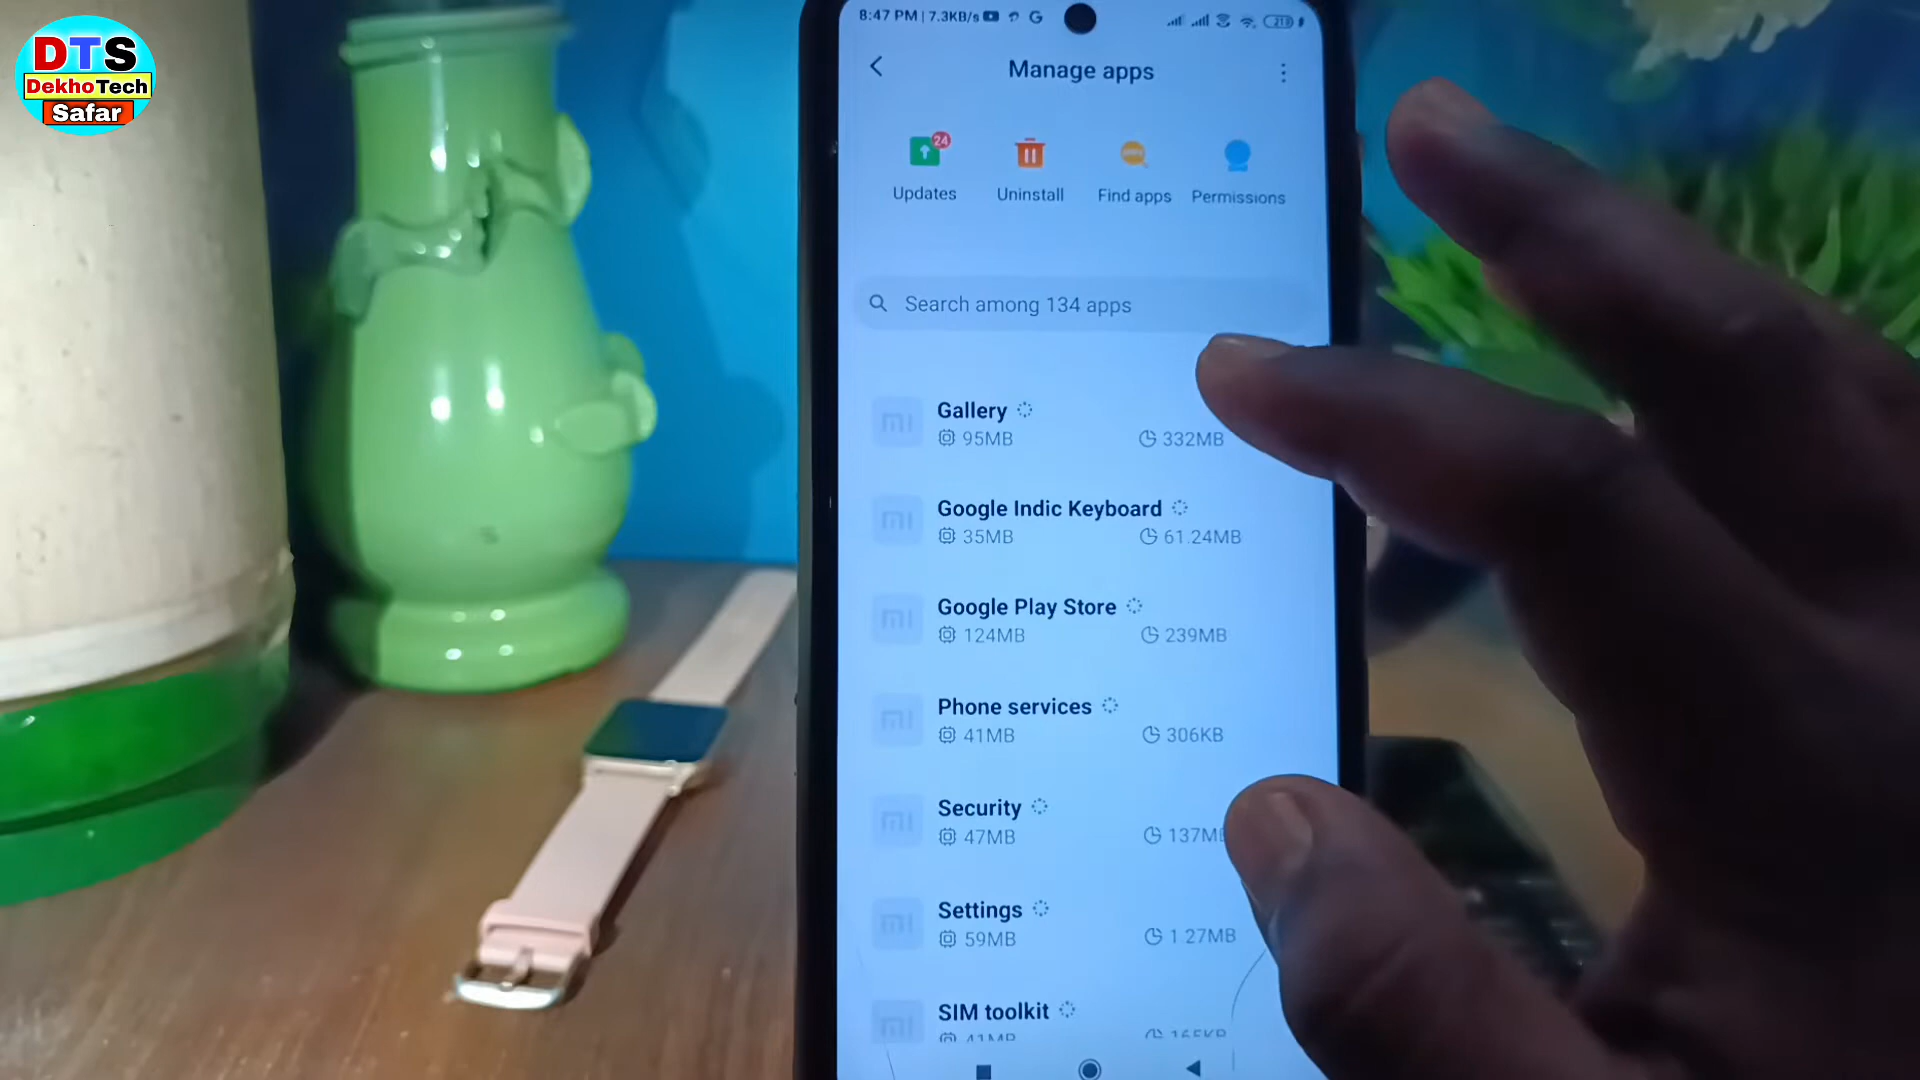 DTS
DekhoTech
Safar
8:47 PM | 7.3KB/s
Manage apps
24
Updates
Uninstall
Find apps
Permissions
Search among 134 apps
Gallery
95MB
332MB
Google Indic Keyboard
35MB
61.24MB
Google Play Store
124MB
239MB
Phone services
41MB
306KB
Security
47MB
137MB
Settings
59MB
1.27MB
SIM toolkit
41MB